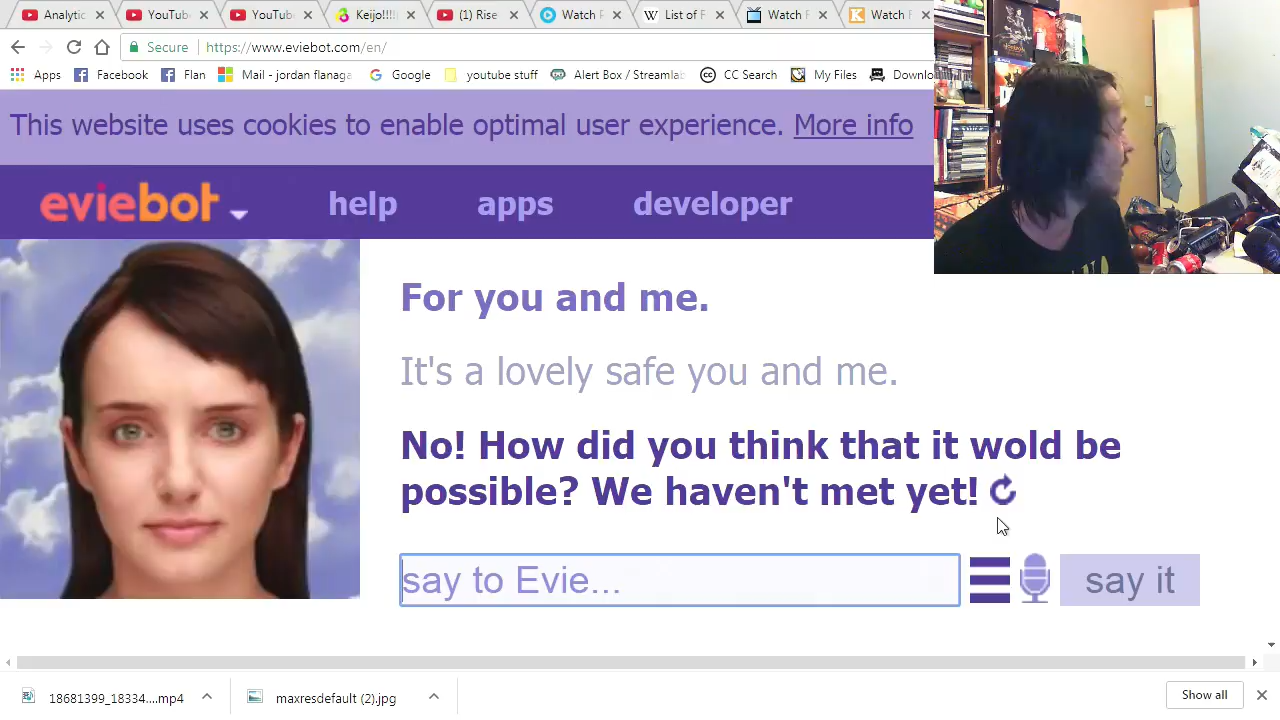 Analytic
YouTub
YouTub
Keijo!!!!
(1) Rise
Watch
List of F
Watch F
Watch F
Secure
https://www.eviebot.com/en/
Apps
Facebook
Flan
Mail - jorden flanaga
Google
youtube stuff
Alert Box / Streamlab
CC Search
My Files
Downlo
This website uses cookies to enable optimal user experience. More info
eviebot
help
apps
developer
For you and me.
It's a lovely safe you and me.
No! How did you think that it wold be
possible? We haven't met yet!
say to Evie...
say it
18681399_18334....mp4
maxresdefault (2).jpg
Show all